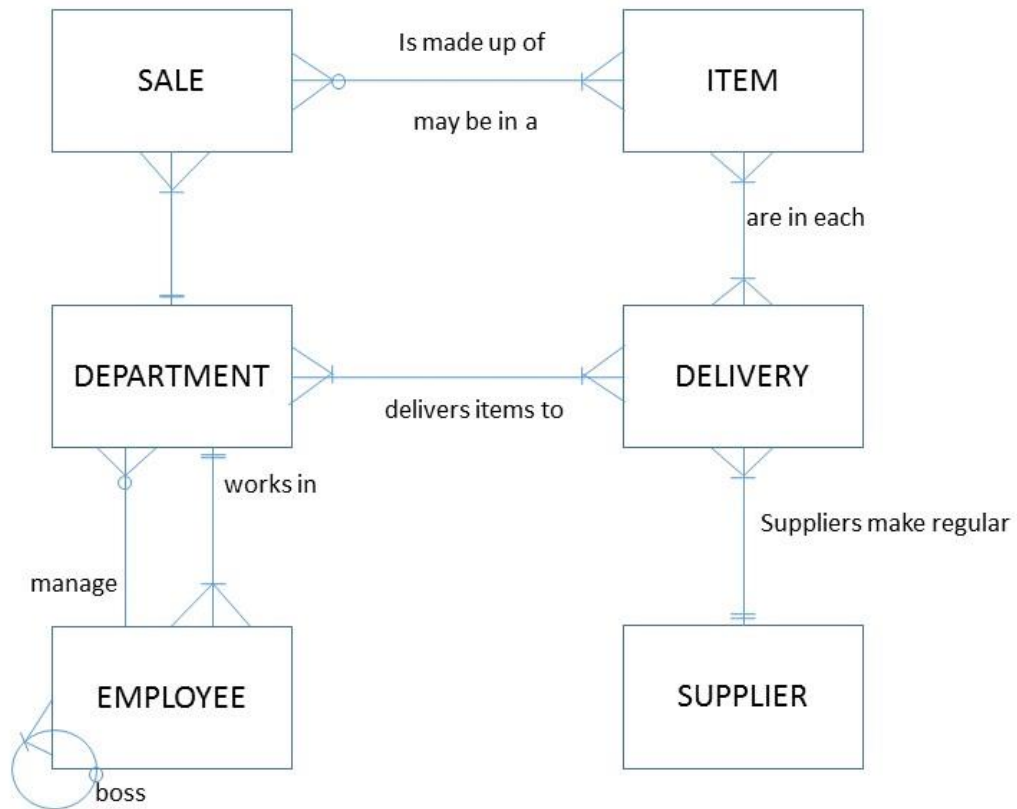 Is made up of
SALE
ITEM
may be in a
are in each
DEPARTMENT
DELIVERY
delivers items to
works in
Suppliers make regular
manage
EMPLOYEE
SUPPLIER
boss